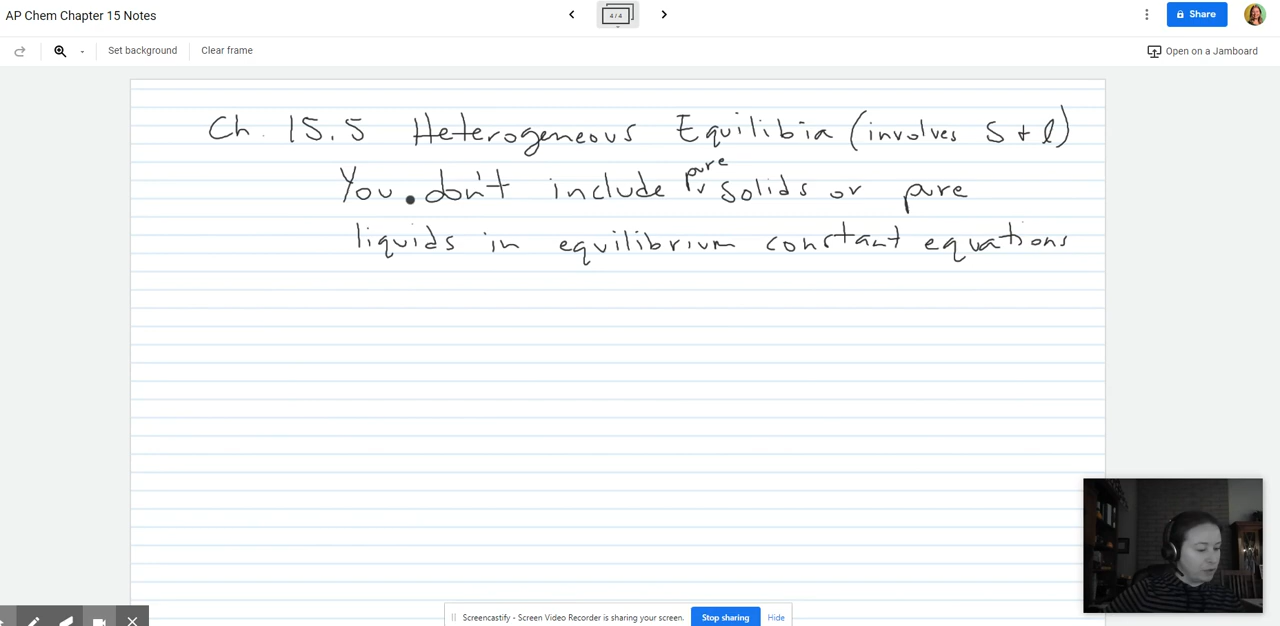 AP Chem Chapter 15 Notes
4 / 4
Share
Set background
Clear frame
Open on a Jamboard
Ch. 15.5 Heterogeneous Equilibia (involves s + l)
pure
You don't include solids or pure
liquids in equilibrium constant equations
Screencastify - Screen Video Recorder is sharing your screen.
Stop sharing
Hide